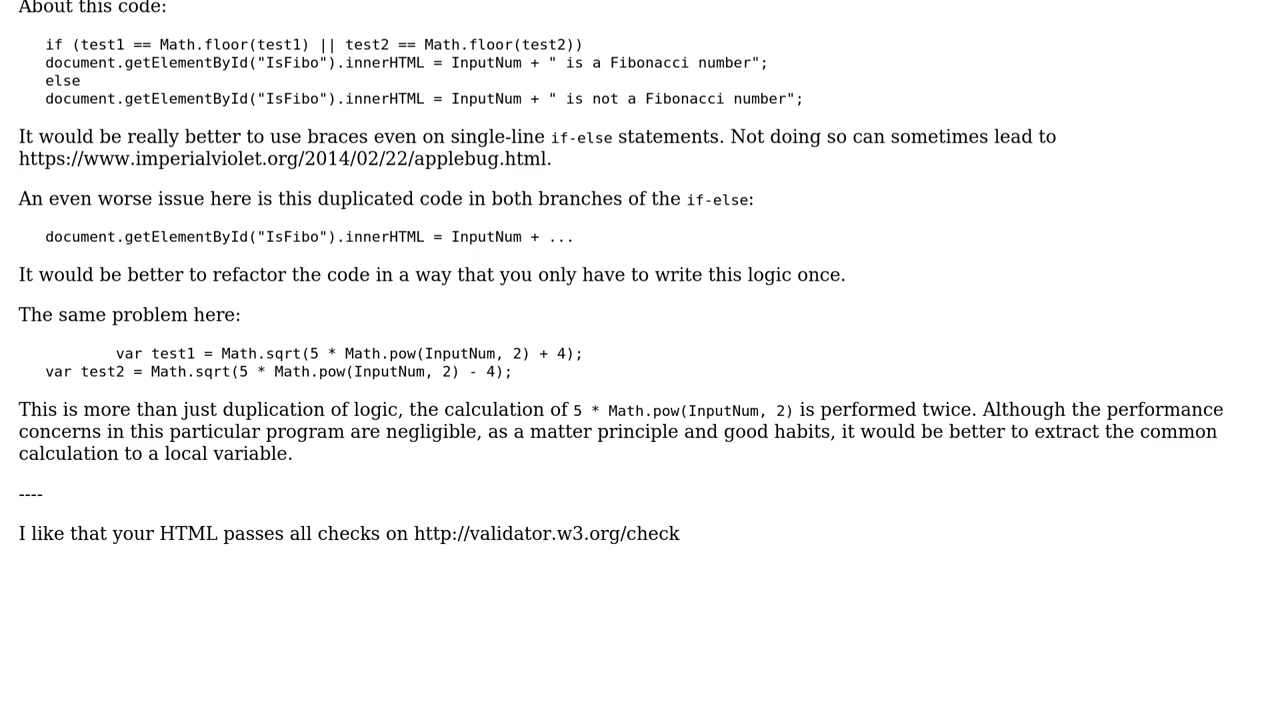 About this code:
if (test1 == Math.floor(test1) || test2 == Math.floor(test2))
document.getElementById("IsFibo").innerHTML = InputNum + " is a Fibonacci number";
else
document.getElementById("IsFibo").innerHTML = InputNum + " is not a Fibonacci number";
It would be really better to use braces even on single-line if-else statements. Not doing so can sometimes lead to
https://www.imperialviolet.org/2014/02/22/applebug.html.
An even worse issue here is this duplicated code in both branches of the if-else:
document.getElementById("IsFibo").innerHTML = InputNum + ...
It would be better to refactor the code in a way that you only have to write this logic once.
The same problem here:
var test1 = Math.sqrt(5 * Math.pow(InputNum, 2) + 4);
var test2 = Math.sqrt(5 * Math.pow(InputNum, 2) - 4);
This is more than just duplication of logic, the calculation of 5 * Math.pow(InputNum, 2) is performed twice. Although the performance
concerns in this particular program are negligible, as a matter principle and good habits, it would be better to extract the common
calculation to a local variable.
----
I like that your HTML passes all checks on http://validator.w3.org/check